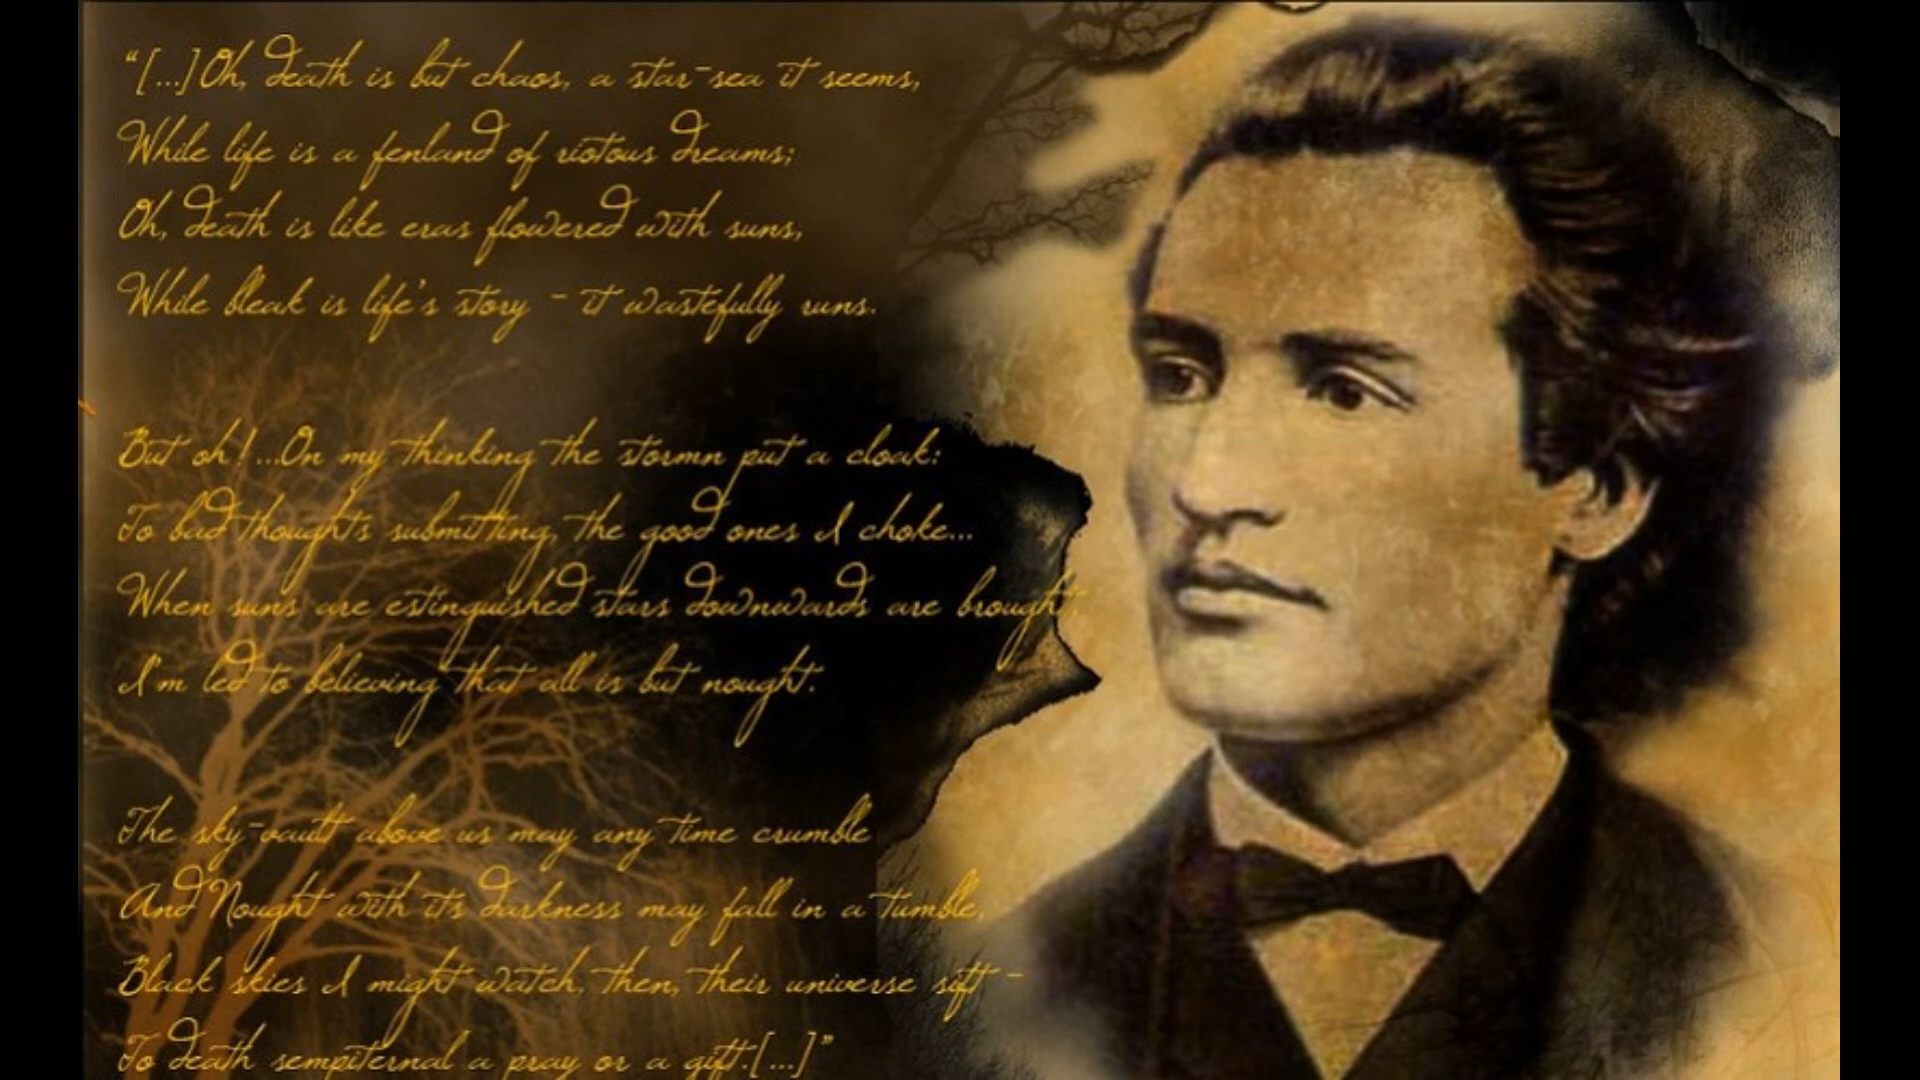 “[...]Oh, death is but chaos, a star-sea it seems,
While life is a fenland of riotous dreams;
Oh, death is like eras flowered with suns,
While bleak is life's story - it wastefully runs.
But oh! ...On my thinking the stormn put a cloak:
To bad thoughts submitting, the good ones I choke...
When suns are estinguished stars downwards are brought,
I'm led to believing that all is but nought.
The sky-vault above us may any time crumble
And Nought with its darkness may fall in a tumble,
Black skies I might watch, then, their universe sift -
To death sempiternal a pray or a gift.[...]”